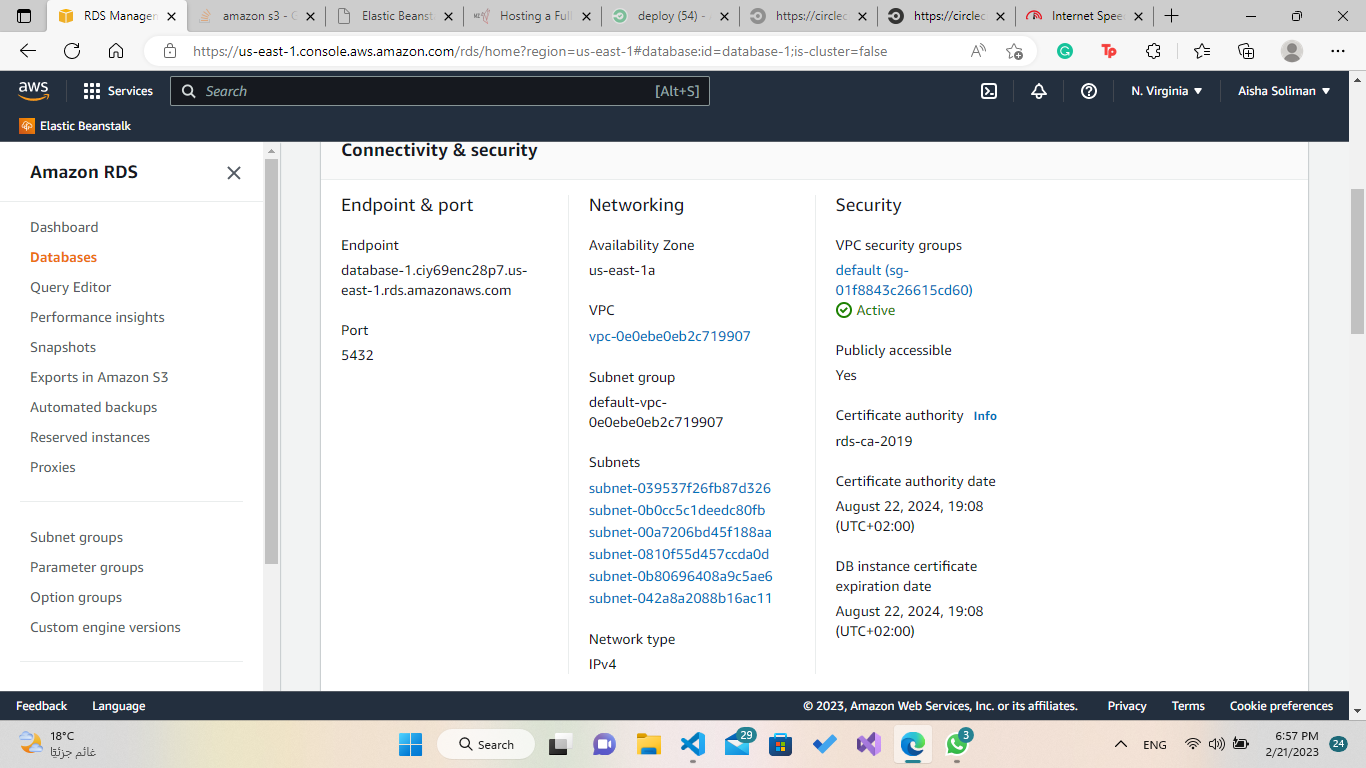 RDS Managem
amazon s3 - G
Elastic Beanst
Hosting a Full
deploy (54) -
https://circlec
https://circlec
Internet Spee
https://us-east-1.console.aws.amazon.com/rds/home?region=us-east-1#database:id=database-1;is-cluster=false
aws
Services
Search
[Alt+S]
N. Virginia
Aisha Soliman
Elastic Beanstalk
Amazon RDS
Dashboard
Databases
Query Editor
Performance insights
Snapshots
Exports in Amazon S3
Automated backups
Reserved instances
Proxies
Subnet groups
Parameter groups
Option groups
Custom engine versions
Connectivity & security
Endpoint & port
Endpoint
database-1.ciy69enc28p7.us-
east-1.rds.amazonaws.com
Port
5432
Networking
Availability Zone
us-east-1a
VPC
vpc-0e0ebe0eb2c719907
Subnet group
default-vpc-
0e0ebe0eb2c719907
Subnets
subnet-039537f26fb87d326
subnet-0b0cc5c1deedc80fb
subnet-00a7206bd45f188aa
subnet-0810f55d457ccda0d
subnet-0b80696408a9c5ae6
subnet-042a8a2088b16ac11
Network type
IPv4
Security
VPC security groups
default (sg-
01f8843c26615cd60)
Active
Publicly accessible
Yes
Certificate authority Info
rds-ca-2019
Certificate authority date
August 22, 2024, 19:08
(UTC+02:00)
DB instance certificate
expiration date
August 22, 2024, 19:08
(UTC+02:00)
Feedback
Language
© 2023, Amazon Web Services, Inc. or its affiliates.
Privacy
Terms
Cookie preferences
18°C
غائم جزئيًا
Search
29
3
ENG
6:57 PM
2/21/2023
24